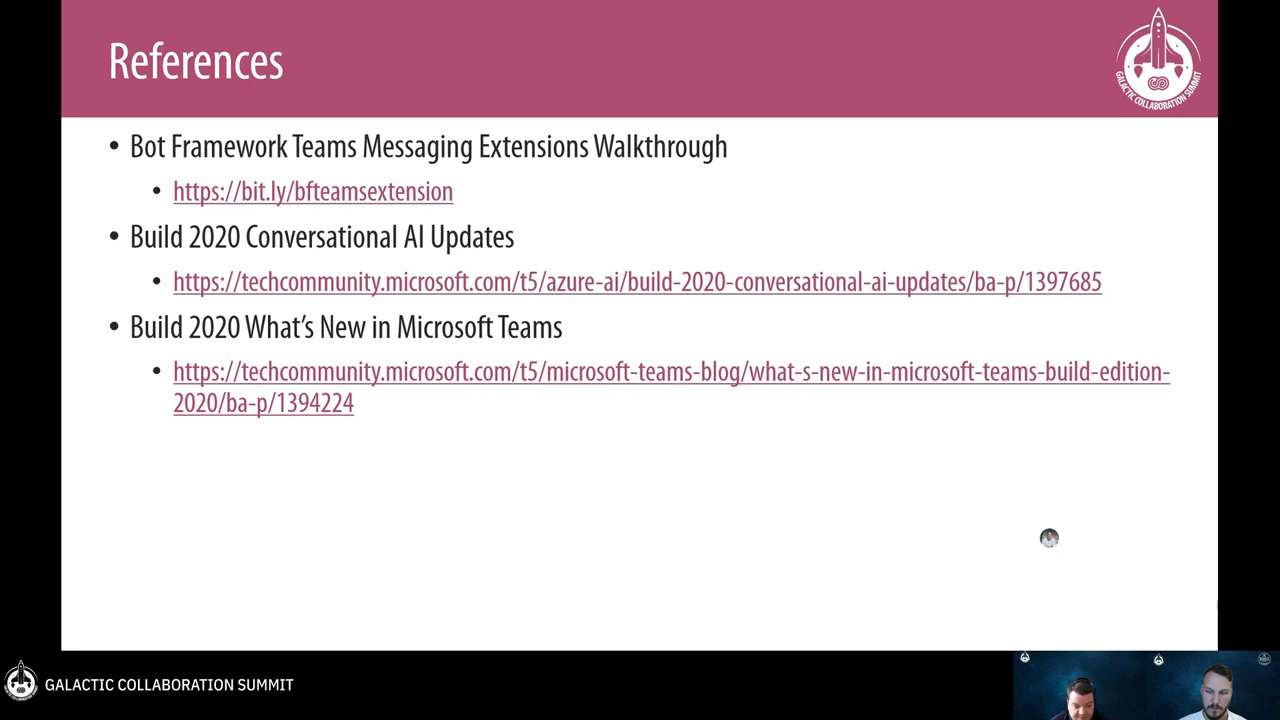 References
GALACTIC COLLABORATION SUMMIT
• Bot Framework Teams Messaging Extensions Walkthrough
• https://bit.ly/bfteamsextension
• Build 2020 Conversational AI Updates
• https://techcommunity.microsoft.com/t5/azure-ai/build-2020-conversational-ai-updates/ba-p/1397685
• Build 2020 What's New in Microsoft Teams
• https://techcommunity.microsoft.com/t5/microsoft-teams-blog/what-s-new-in-microsoft-teams-build-edition-
2020/ba-p/1394224
GALACTIC COLLABORATION SUMMIT